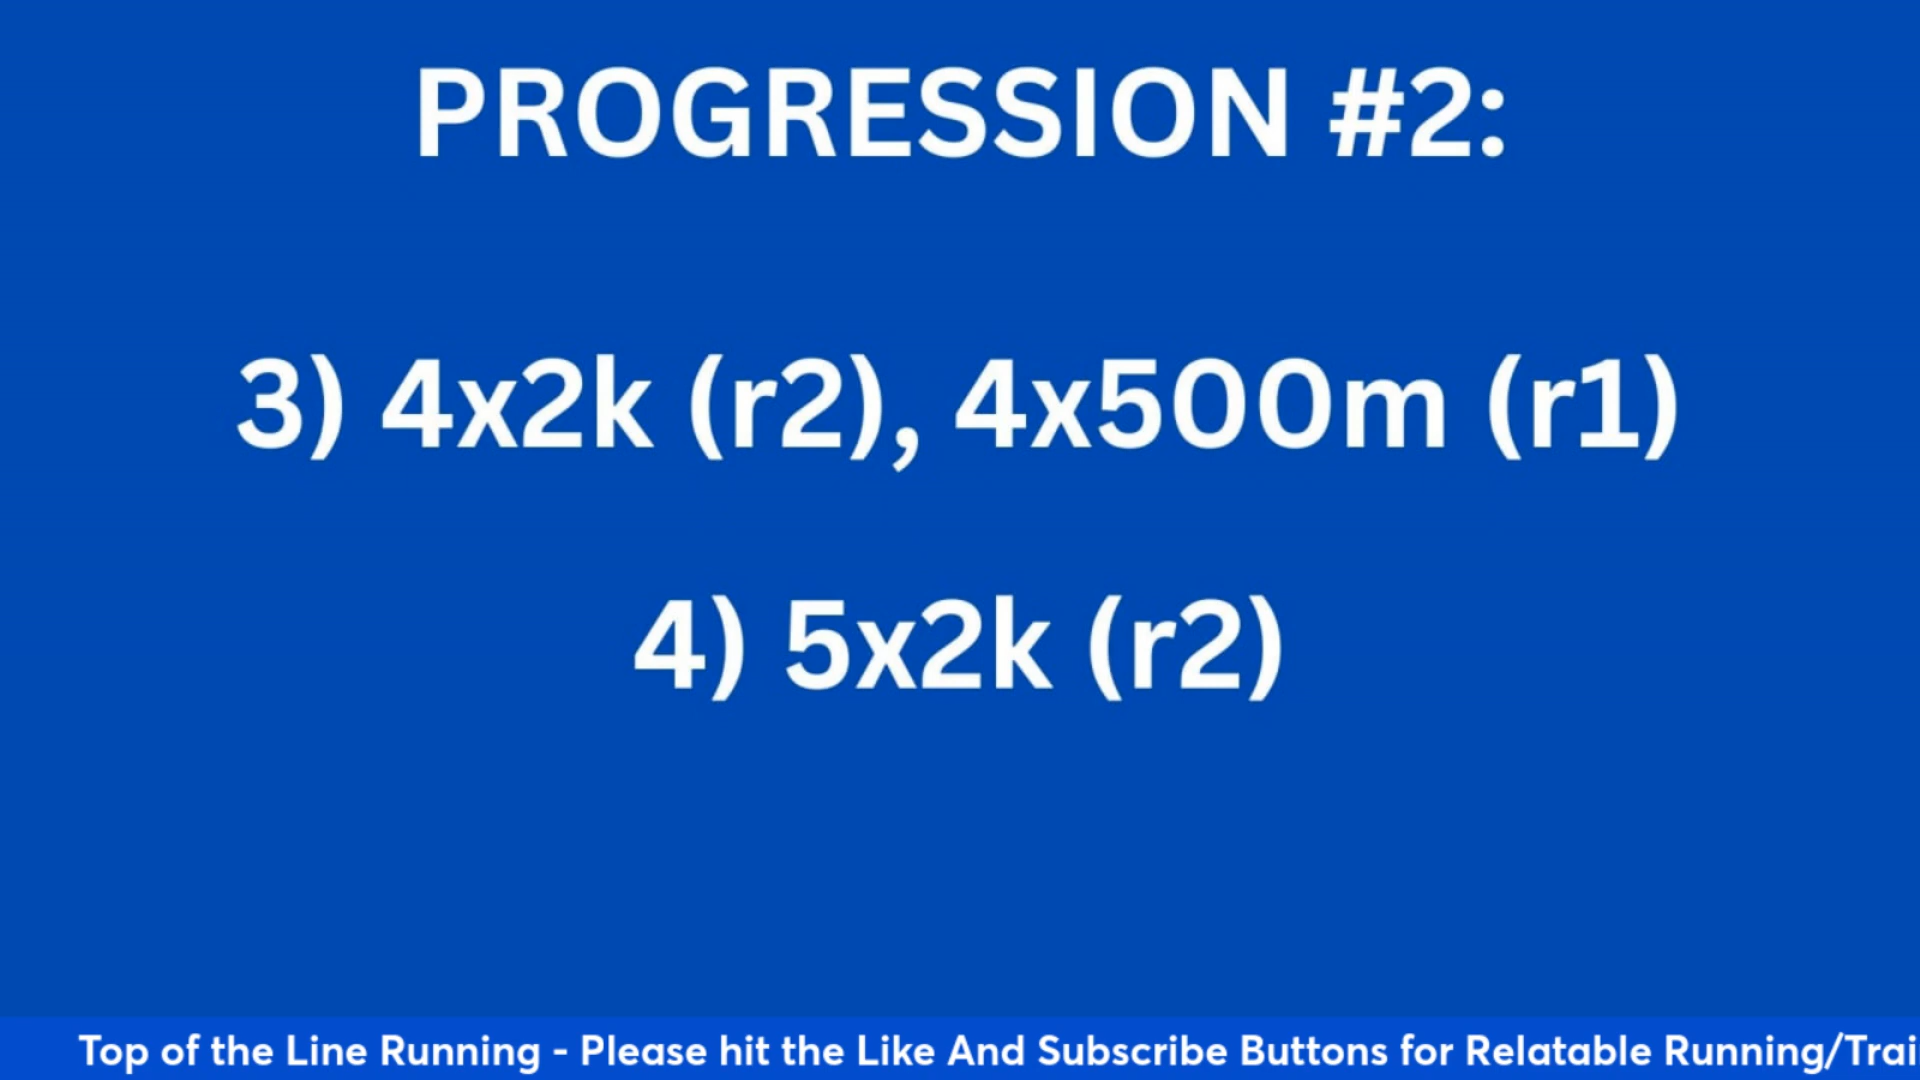 PROGRESSION #2:
3) 4x2k (r2), 4x500m (r1)
4) 5x2k (r2)
Top of the Line Running - Please hit the Like And Subscribe Buttons for Relatable Running/Trai